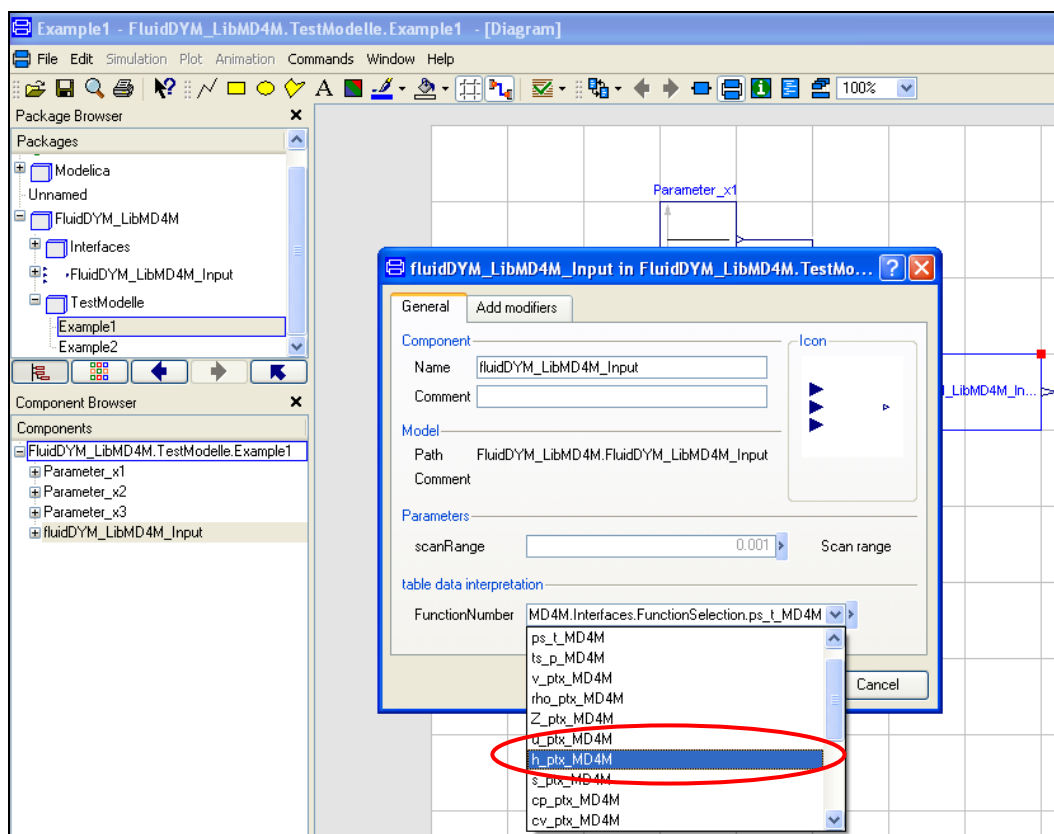 Example1 - FluidDYM_LibMD4M.TestModelle.Example1 - [Diagram]
File Edit Simulation Plot Animation Commands Window Help
A
100%
Package Browser
Packages
Modelica
Unnamed
FluidDYM_LibMD4M
Interfaces
FluidDYM_LibMD4M_Input
TestModelle
Example1
Example2
Component Browser
Components
FluidDYM_LibMD4M.TestModelle.Example1
Parameter_x1
Parameter_x2
Parameter_x3
fluidDYM_LibMD4M_Input
Parameter_x1
l_LibMD4M_In...
fluidDYM_LibMD4M_Input in FluidDYM_LibMD4M.TestMo...
General Add modifiers
Component
Name fluidDYM_LibMD4M_Input
Comment
Icon
Model
Path FluidDYM_LibMD4M.FluidDYM_LibMD4M_Input
Comment
Parameters
scanRange 0.001 Scan range
table data interpretation
FunctionNumber MD4M.Interfaces.FunctionSelection.ps_t_MD4M
ps_t_MD4M
ts_p_MD4M
v_ptx_MD4M
rho_ptx_MD4M
Z_ptx_MD4M
u_ptx_MD4M
h_ptx_MD4M
s_ptx_MD4M
cp_ptx_MD4M
cv_ptx_MD4M
Cancel